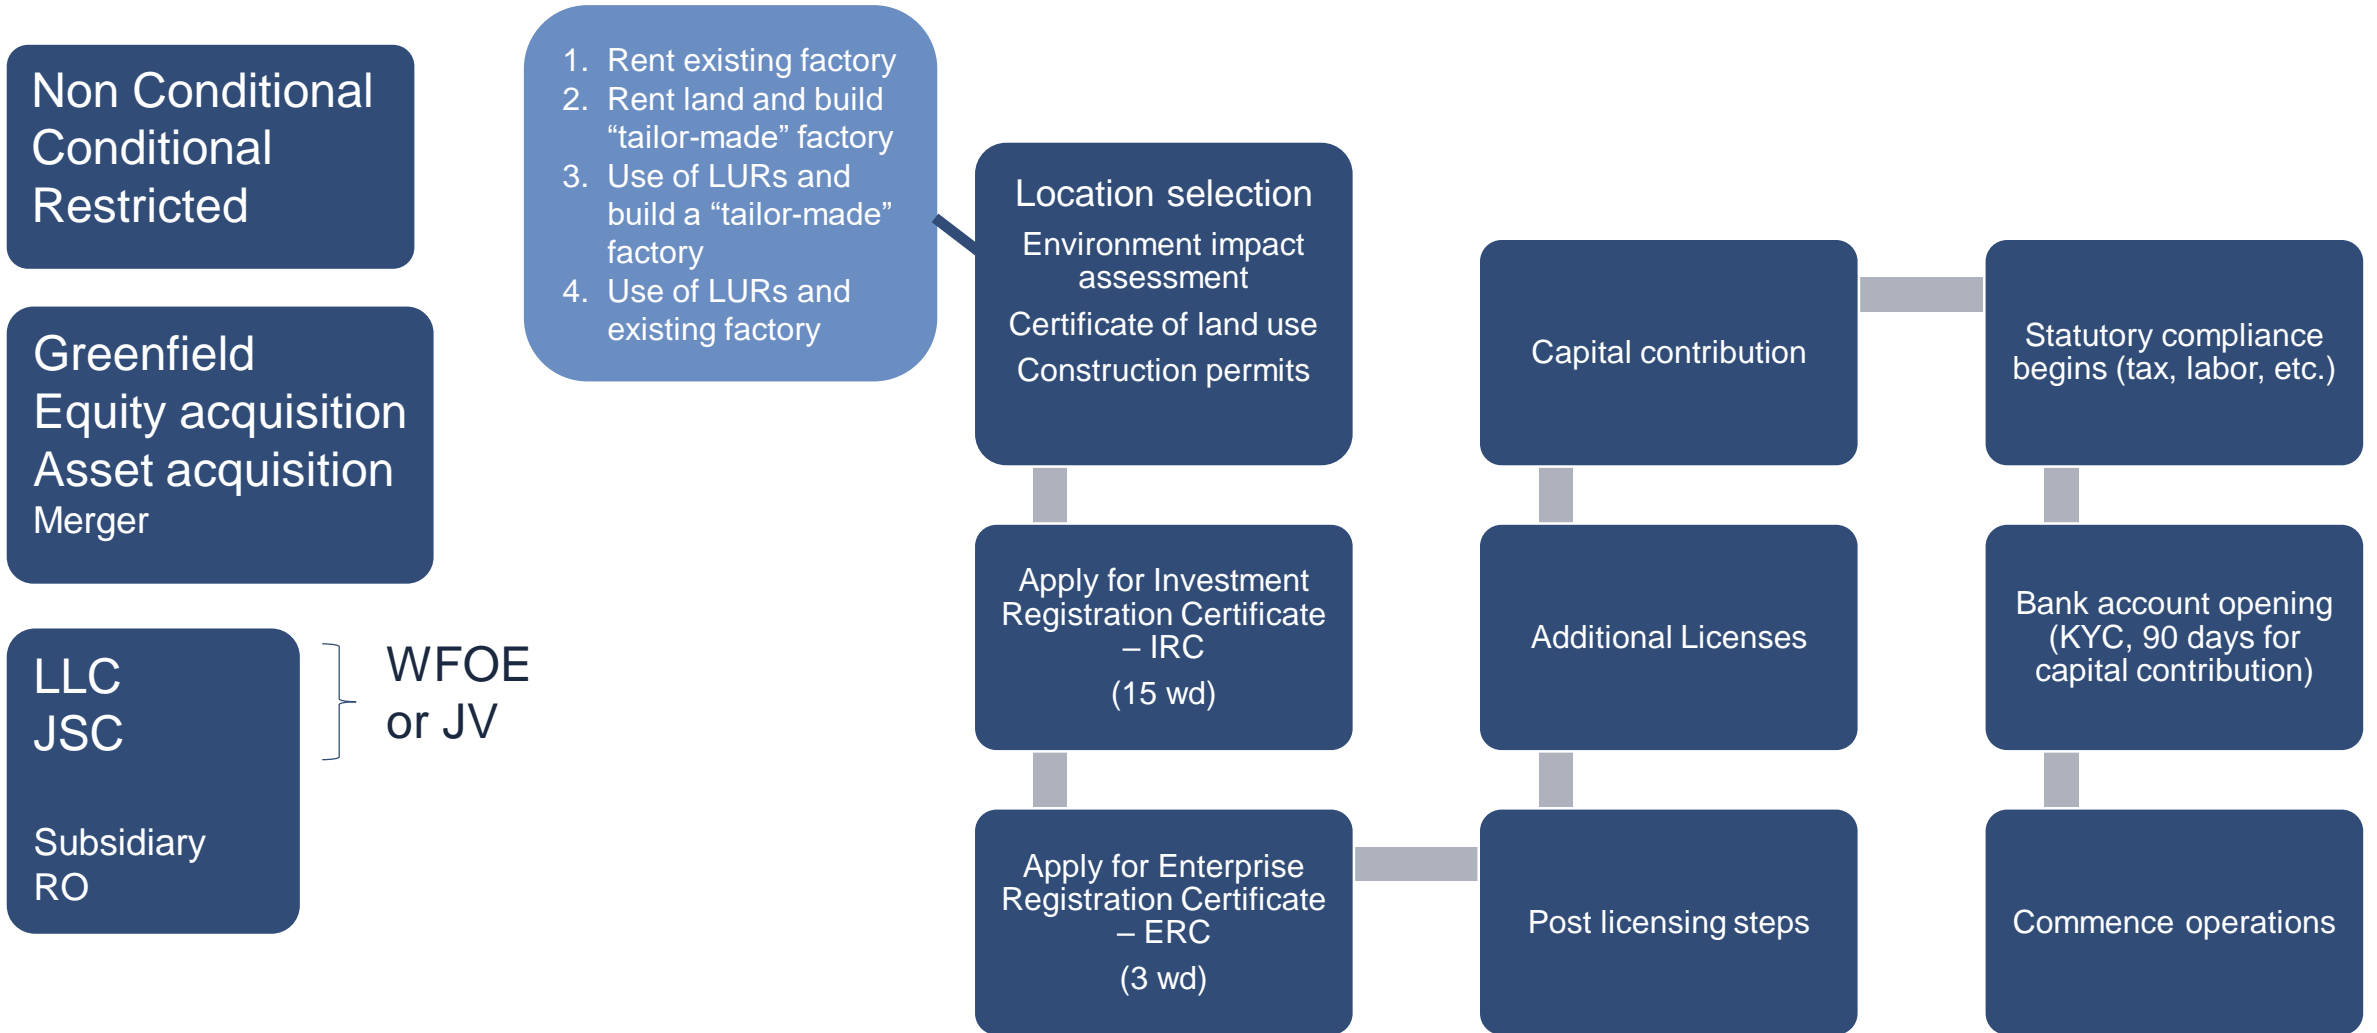 Non Conditional
Conditional
Restricted
Greenfield
Equity acquisition
Asset acquisition
Merger
LLC
JSC
Subsidiary
RO
WFOE
or JV
1. Rent existing factory
2. Rent land and build
“tailor-made” factory
3. Use of LURs and
build a “tailor-made”
factory
4. Use of LURs and
existing factory
Location selection
Environment impact
assessment
Certificate of land use
Construction permits
Apply for Investment
Registration Certificate
– IRC
(15 wd)
Apply for Enterprise
Registration Certificate
– ERC
(3 wd)
Post licensing steps
Additional Licenses
Capital contribution
Statutory compliance
begins (tax, labor, etc.)
Bank account opening
(KYC, 90 days for
capital contribution)
Commence operations